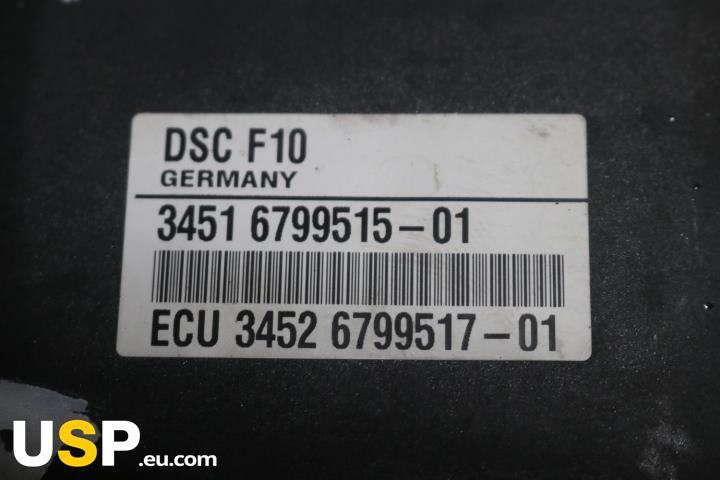 DSC F10
GERMANY
3451 6799515-01
ECU 3452 6799517-01
USP.eu.com